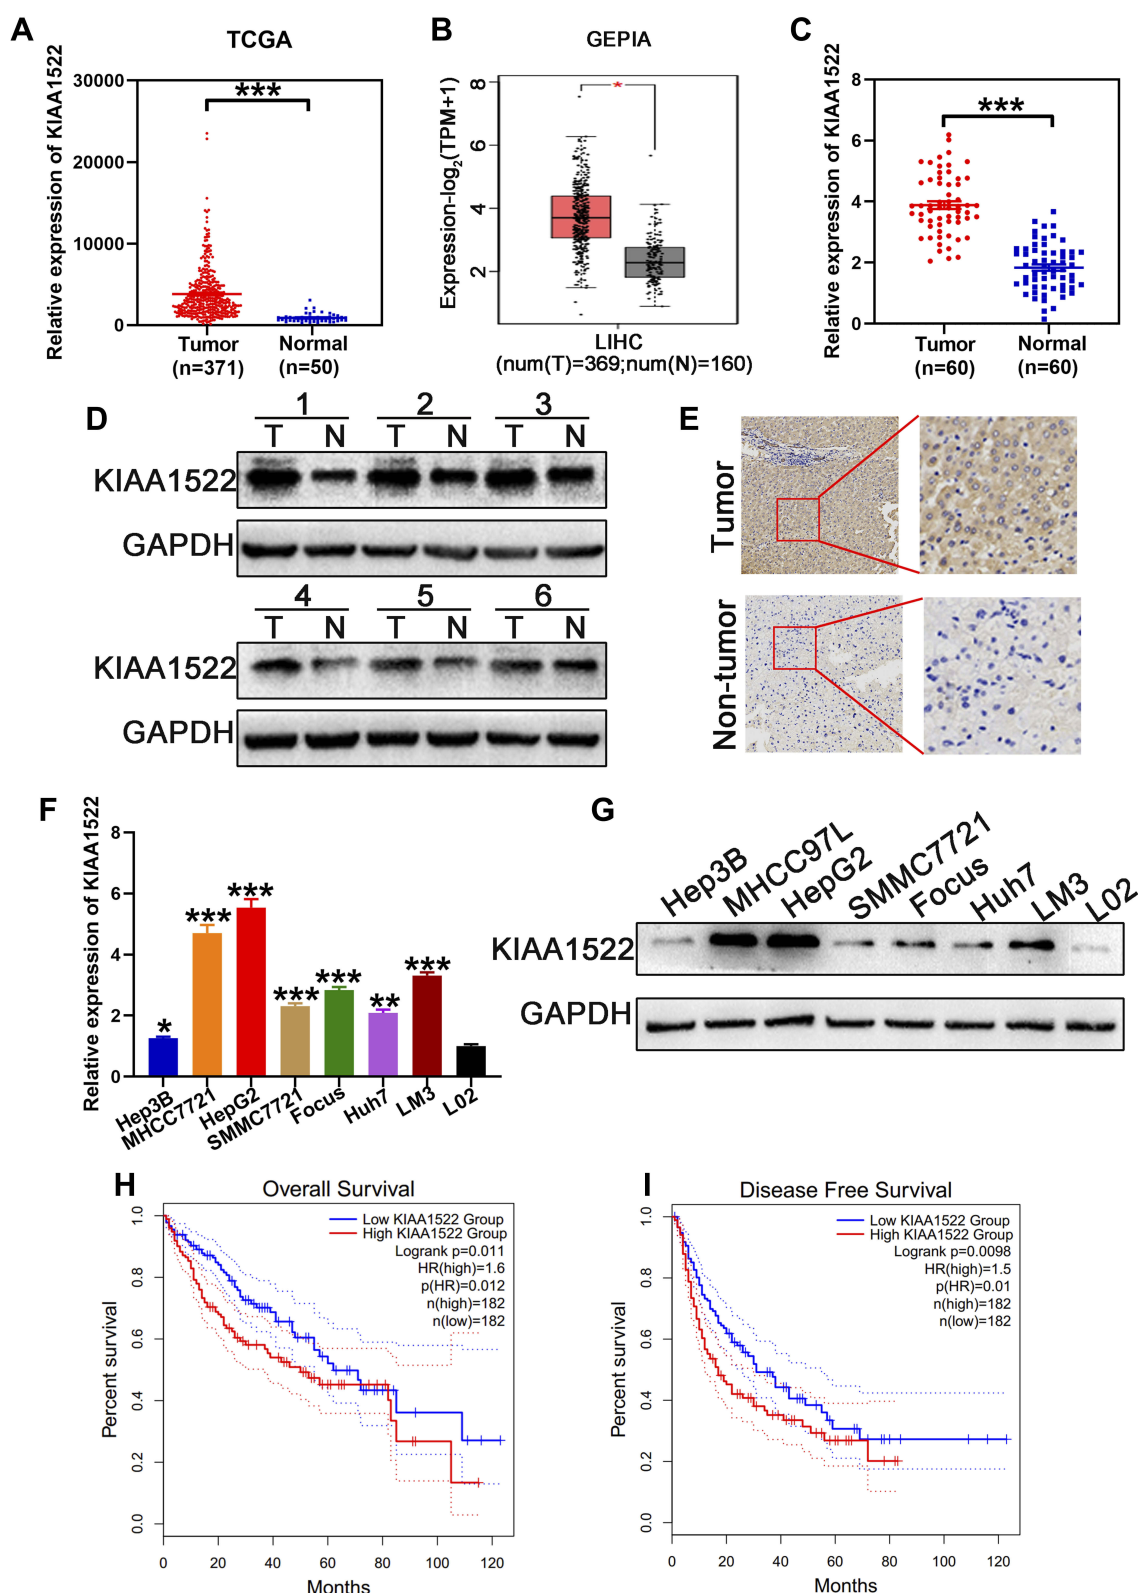 A
TCGA
Relative expression of KIAA1522
30000
20000
10000
0
***
Tumor
(n=371)
Normal
(n=50)
B
GEPIA
Expression-log2(TPM+1)
8
6
4
2
*
LIHC
(num(T)=369;num(N)=160)
C
Relative expression of KIAA1522
8
6
4
2
0
***
Tumor
(n=60)
Normal
(n=60)
D
1 2 3
T N T N T N
KIAA1522
GAPDH
4 5 6
T N T N T N
KIAA1522
GAPDH
E
Tumor
Non-tumor
F
Relative expression of KIAA1522
8
6
4
2
0
* *** *** *** *** ** ***
Hep3B
MHCC7721
HepG2
SMMC7721
Focus
Huh7
LM3
L02
G
Hep3B
MHCC97L
HepG2
SMMC7721
Focus
Huh7
LM3
L02
KIAA1522
GAPDH
H
Overall Survival
Low KIAA1522 Group
High KIAA1522 Group
Logrank p=0.011
HR(high)=1.6
p(HR)=0.012
n(high)=182
n(low)=182
Percent survival
1.0
0.8
0.6
0.4
0.2
0.0
0 20 40 60 80 100 120
Months
I
Disease Free Survival
Low KIAA1522 Group
High KIAA1522 Group
Logrank p=0.0098
HR(high)=1.5
p(HR)=0.01
n(high)=182
n(low)=182
Percent survival
1.0
0.8
0.6
0.4
0.2
0.0
0 20 40 60 80 100 120
Months